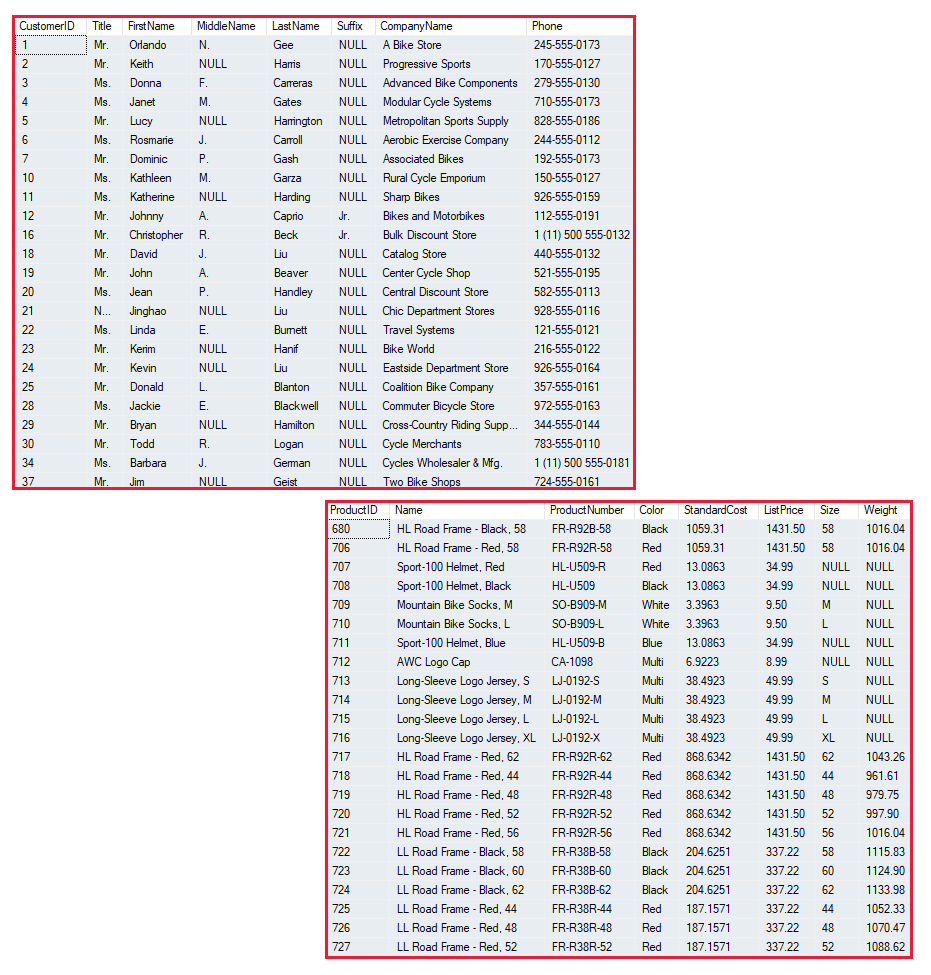 CustomerID Title FirstName MiddleName LastName Suffix CompanyName Phone
1 Mr. Orlando N. Gee NULL A Bike Store 245-555-0173
2 Mr. Keith NULL Harris NULL Progressive Sports 170-555-0127
3 Ms. Donna F. Carreras NULL Advanced Bike Components 279-555-0130
4 Ms. Janet M. Gates NULL Modular Cycle Systems 710-555-0173
5 Mr. Lucy NULL Harrington NULL Metropolitan Sports Supply 828-555-0186
6 Ms. Rosmarie J. Carroll NULL Aerobic Exercise Company 244-555-0112
7 Mr. Dominic P. Gash NULL Associated Bikes 192-555-0173
10 Ms. Kathleen M. Garza NULL Rural Cycle Emporium 150-555-0127
11 Ms. Katherine NULL Harding NULL Sharp Bikes 926-555-0159
12 Mr. Johnny A. Caprio Jr. Bikes and Motorbikes 112-555-0191
16 Mr. Christopher R. Beck Jr. Bulk Discount Store 1 (11) 500 555-0132
18 Mr. David J. Liu NULL Catalog Store 440-555-0132
19 Mr. John A. Beaver NULL Center Cycle Shop 521-555-0195
20 Ms. Jean P. Handley NULL Central Discount Store 582-555-0113
21 N... Jinghao NULL Liu NULL Chic Department Stores 928-555-0116
22 Ms. Linda E. Burnett NULL Travel Systems 121-555-0121
23 Mr. Kerim NULL Hanif NULL Bike World 216-555-0122
24 Mr. Kevin NULL Liu NULL Eastside Department Store 926-555-0164
25 Mr. Donald L. Blanton NULL Coalition Bike Company 357-555-0161
28 Ms. Jackie E. Blackwell NULL Commuter Bicycle Store 972-555-0163
29 Mr. Bryan NULL Hamilton NULL Cross-Country Riding Supp... 344-555-0144
30 Mr. Todd R. Logan NULL Cycle Merchants 783-555-0110
34 Ms. Barbara J. German NULL Cycles Wholesaler & Mfg. 1 (11) 500 555-0181
37 Mr. Jim NULL Geist NULL Two Bike Shops 724-555-0161
ProductID Name ProductNumber Color StandardCost ListPrice Size Weight
680 HL Road Frame - Black, 58 FR-R92B-58 Black 1059.31 1431.50 58 1016.04
706 HL Road Frame - Red, 58 FR-R92R-58 Red 1059.31 1431.50 58 1016.04
707 Sport-100 Helmet, Red HL-U509-R Red 13.0863 34.99 NULL NULL
708 Sport-100 Helmet, Black HL-U509 Black 13.0863 34.99 NULL NULL
709 Mountain Bike Socks, M SO-B909-M White 3.3963 9.50 M NULL
710 Mountain Bike Socks, L SO-B909-L White 3.3963 9.50 L NULL
711 Sport-100 Helmet, Blue HL-U509-B Blue 13.0863 34.99 NULL NULL
712 AWC Logo Cap CA-1098 Multi 6.9223 8.99 NULL NULL
713 Long-Sleeve Logo Jersey, S LJ-0192-S Multi 38.4923 49.99 S NULL
714 Long-Sleeve Logo Jersey, M LJ-0192-M Multi 38.4923 49.99 M NULL
715 Long-Sleeve Logo Jersey, L LJ-0192-L Multi 38.4923 49.99 L NULL
716 Long-Sleeve Logo Jersey, XL LJ-0192-X Multi 38.4923 49.99 XL NULL
717 HL Road Frame - Red, 62 FR-R92R-62 Red 868.6342 1431.50 62 1043.26
718 HL Road Frame - Red, 44 FR-R92R-44 Red 868.6342 1431.50 44 961.61
719 HL Road Frame - Red, 48 FR-R92R-48 Red 868.6342 1431.50 48 979.75
720 HL Road Frame - Red, 52 FR-R92R-52 Red 868.6342 1431.50 52 997.90
721 HL Road Frame - Red, 56 FR-R92R-56 Red 868.6342 1431.50 56 1016.04
722 LL Road Frame - Black, 58 FR-R38B-58 Black 204.6251 337.22 58 1115.83
723 LL Road Frame - Black, 60 FR-R38B-60 Black 204.6251 337.22 60 1124.90
724 LL Road Frame - Black, 62 FR-R38B-62 Black 204.6251 337.22 62 1133.98
725 LL Road Frame - Red, 44 FR-R38R-44 Red 187.1571 337.22 44 1052.33
726 LL Road Frame - Red, 48 FR-R38R-48 Red 187.1571 337.22 48 1070.47
727 LL Road Frame - Red, 52 FR-R38R-52 Red 187.1571 337.22 52 1088.62